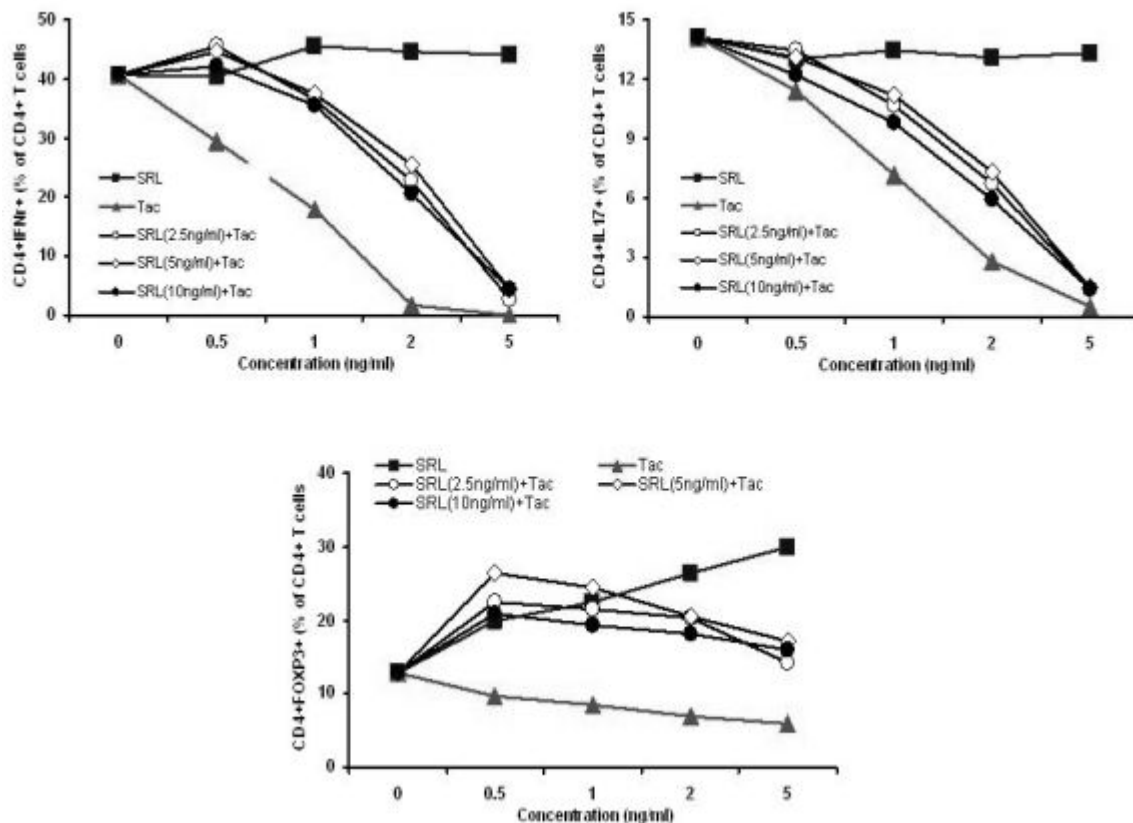 CD4+IFNr+ (% of CD4+ T cells
50
40
30
20
10
0
SRL
Tac
SRL(2.5ng/ml)+Tac
SRL(5ng/ml)+Tac
SRL(10ng/ml)+Tac
0 0.5 1 2 5
Concentration (ng/ml)
CD4+IL17+ (% of CD4+ T cells
15
12
9
6
3
0
SRL
Tac
SRL(2.5ng/ml)+Tac
SRL(5ng/ml)+Tac
SRL(10ng/ml)+Tac
0 0.5 1 2 5
Concentration (ng/ml)
SRL Tac
SRL(2.5ng/ml)+Tac SRL(5ng/ml)+Tac
SRL(10ng/ml)+Tac
CD4+FOXP3+ (% of CD4+ T cells
40
30
20
10
0
0 0.5 1 2 5
Concentration (ng/ml)